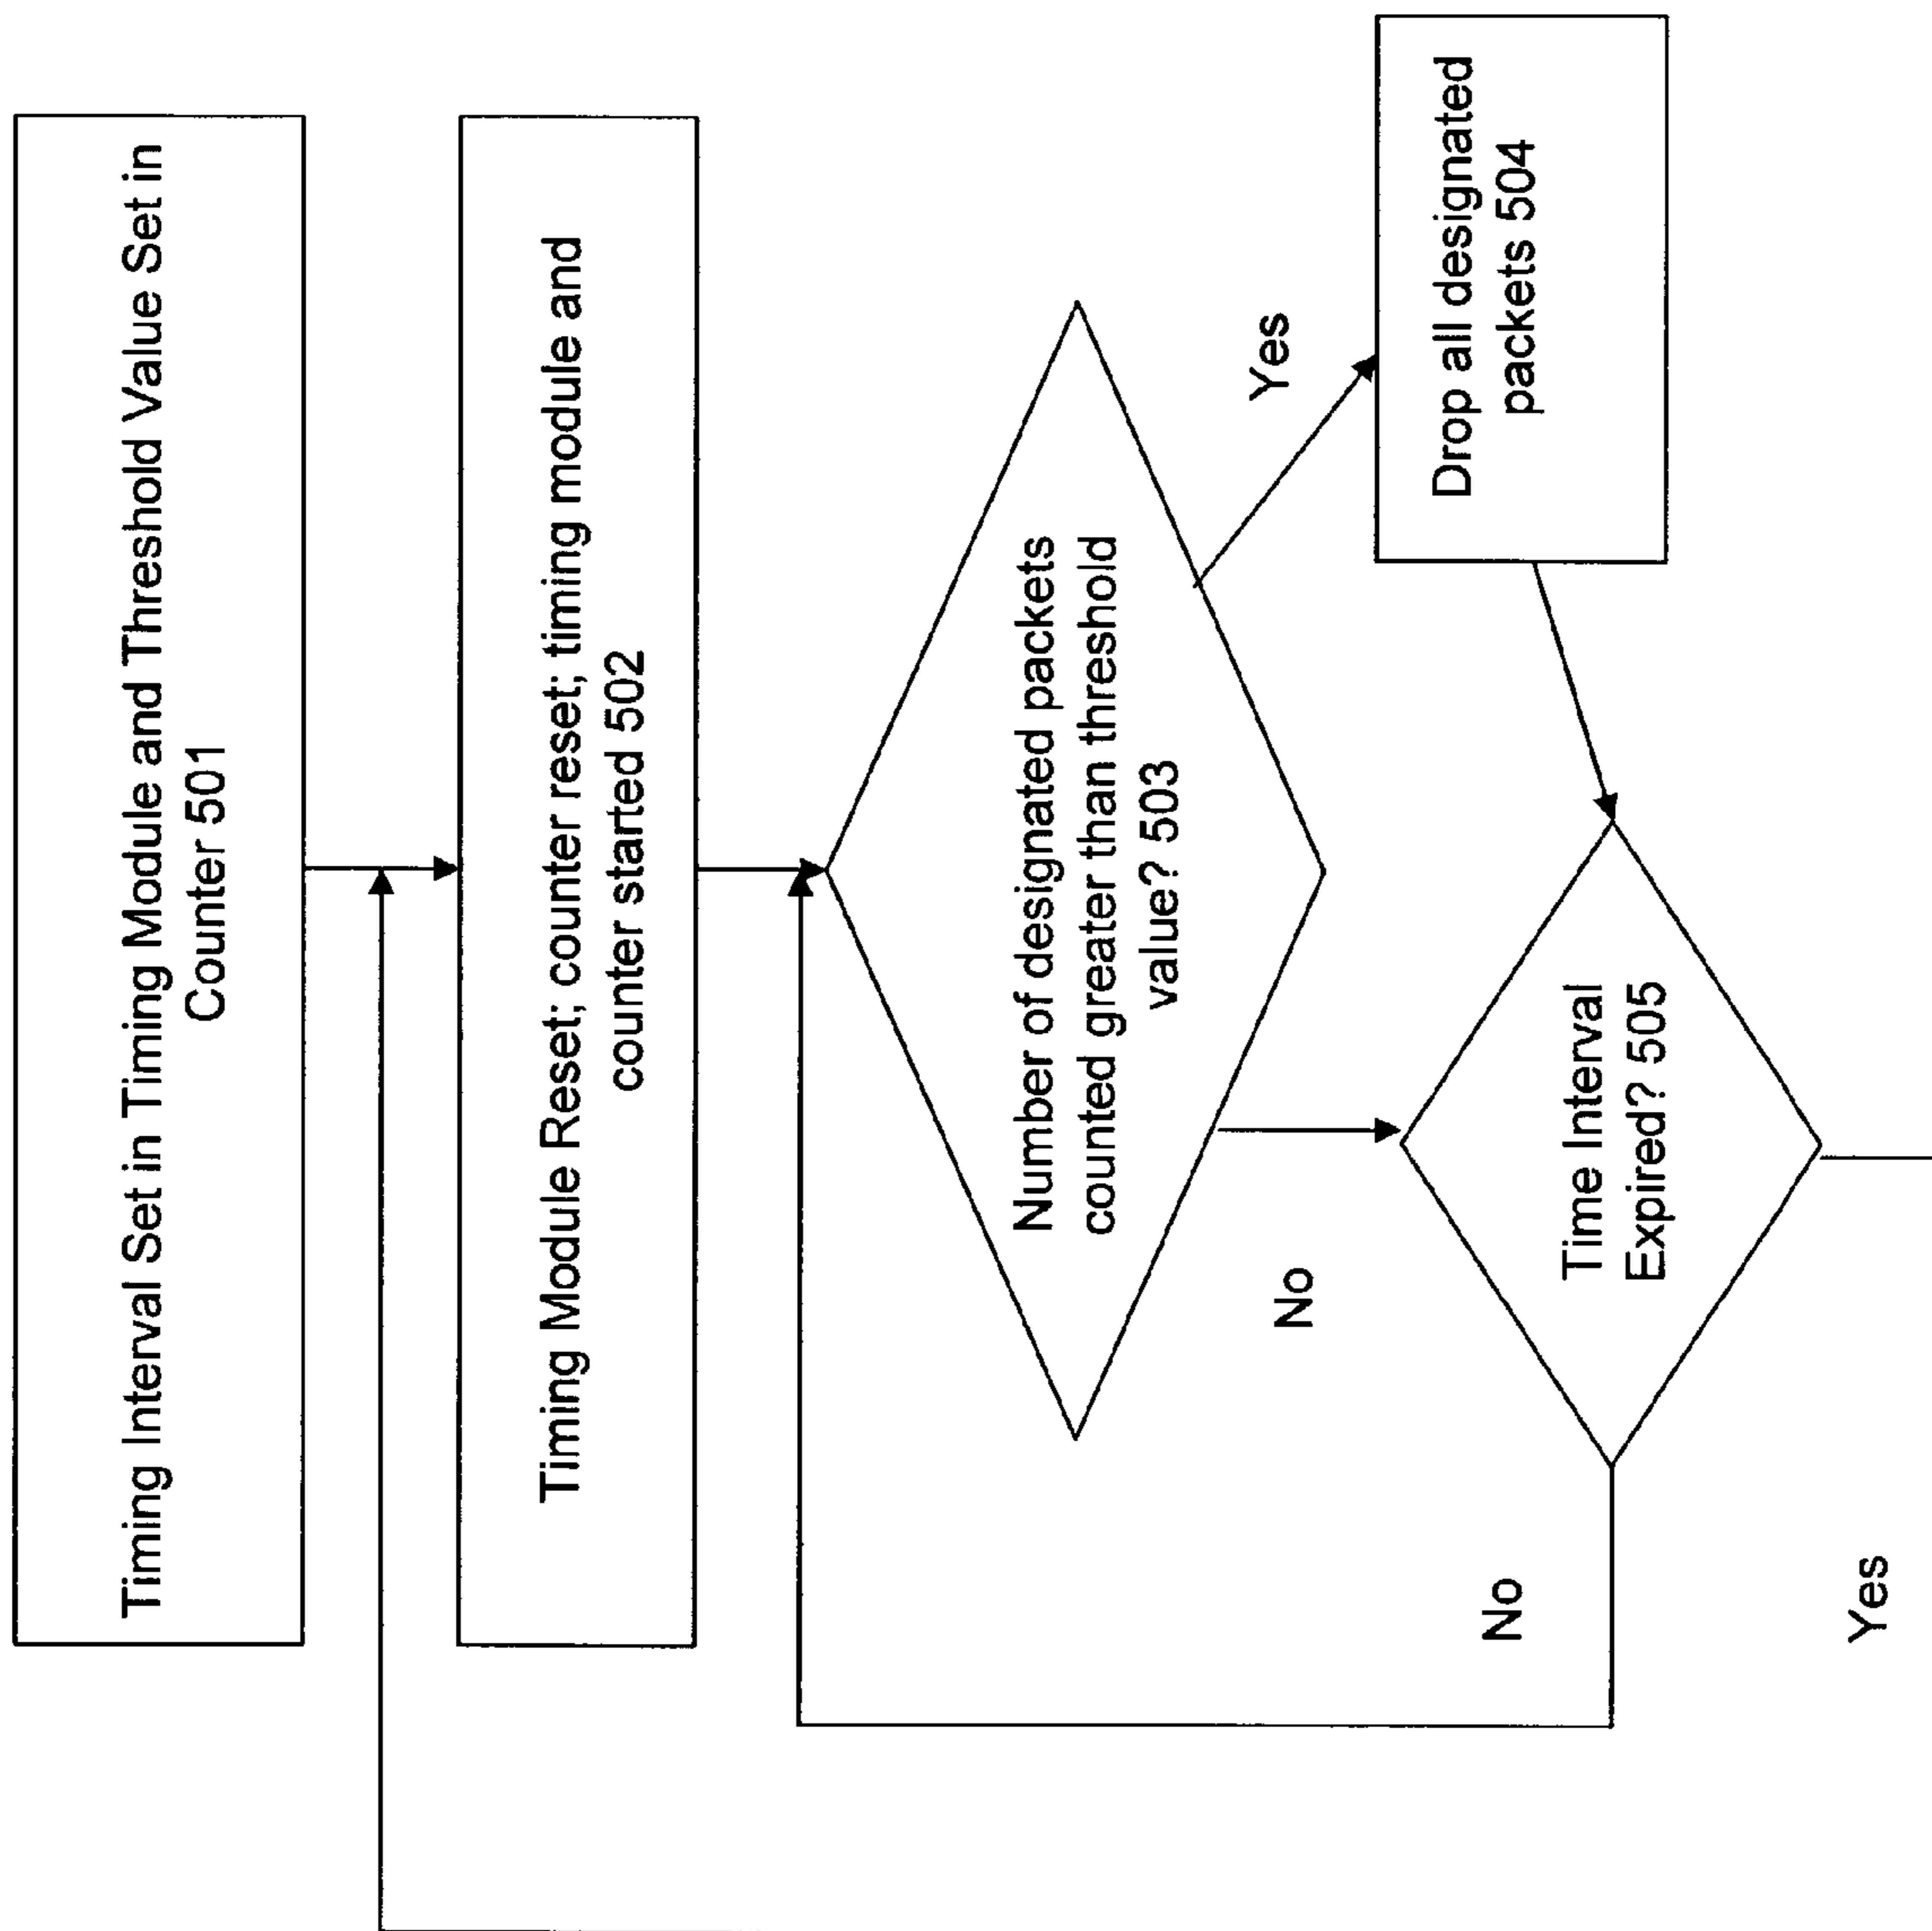 Timing Interval Set in Timing Module and Threshold Value Set in
Counter 501
Timing Module Reset; counter reset; timing module and
counter started 502
Number of designated packets
counted greater than threshold
value? 503
Yes
Drop all designated
packets 504
No
Time Interval
Expired? 505
No
Yes